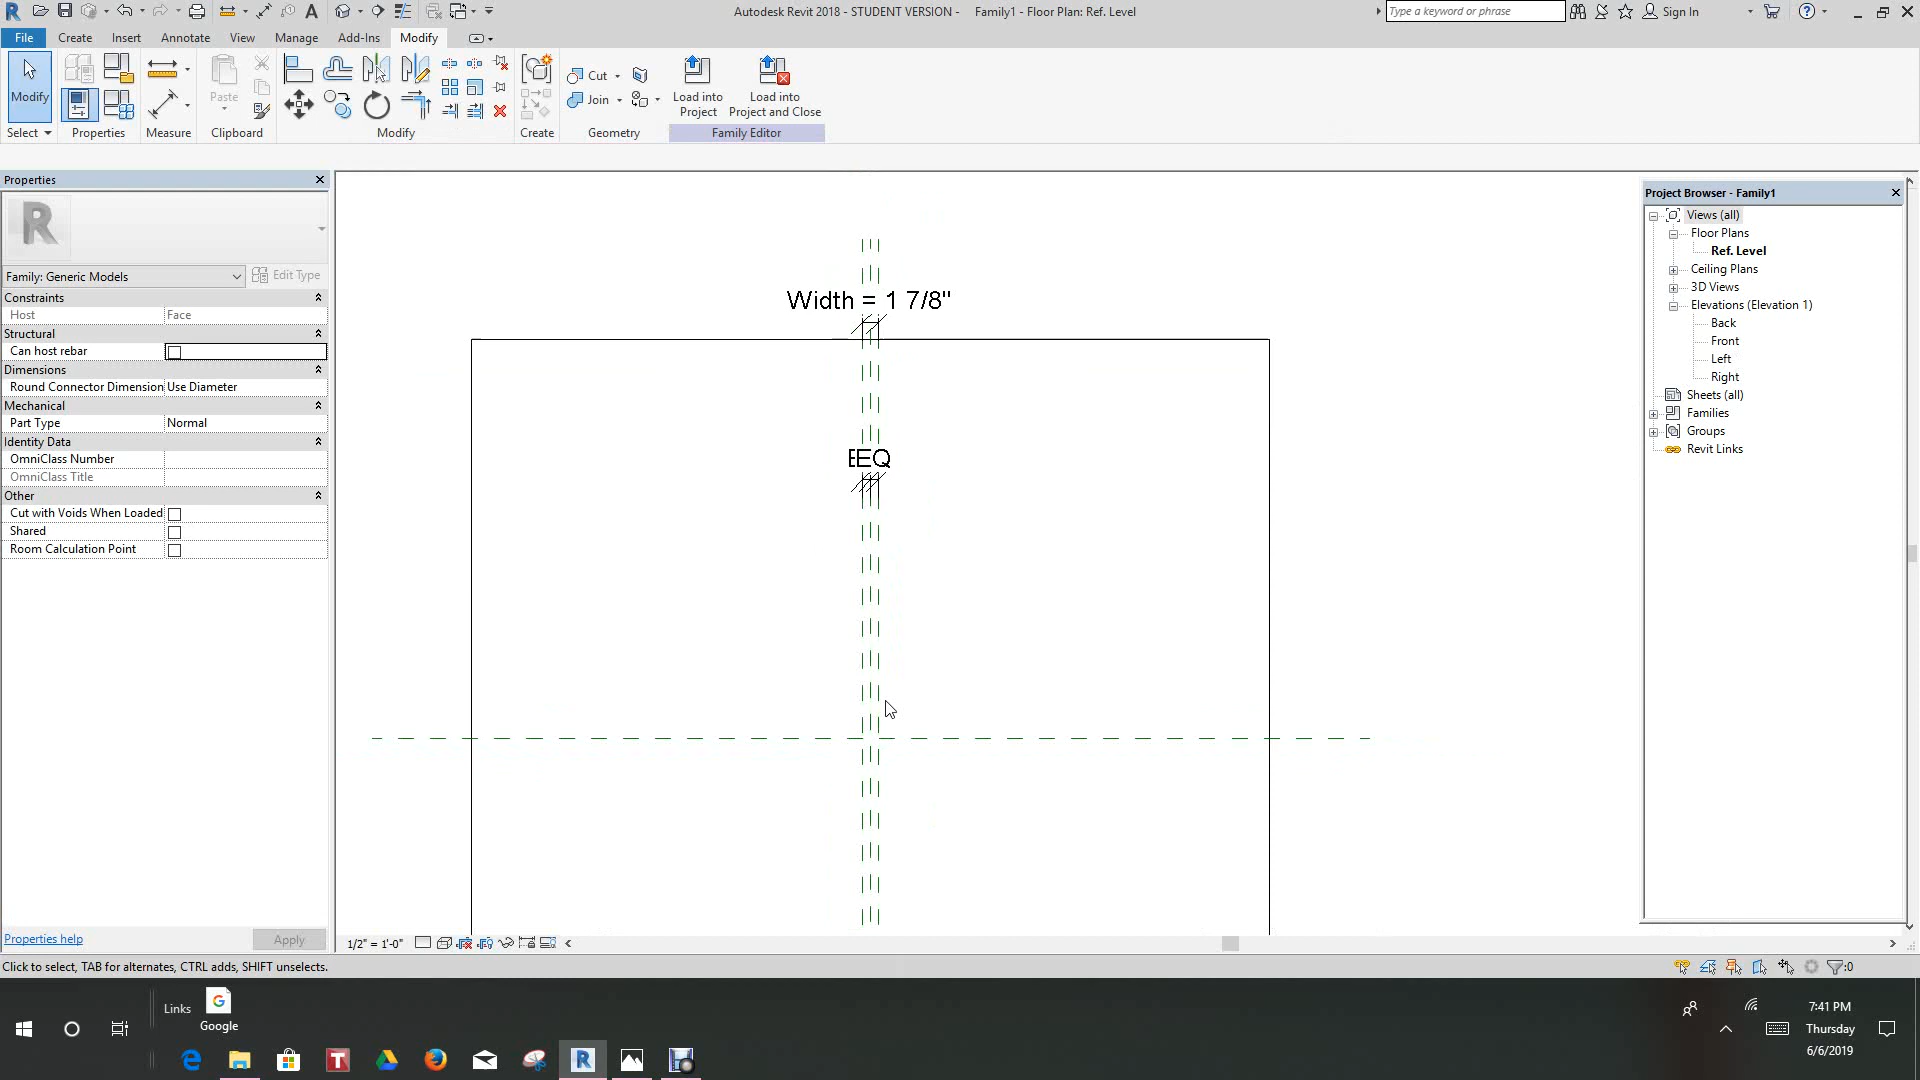 Autodesk Revit 2018 - STUDENT VERSION - Family1 - Floor Plan: Ref. Level
Type a keyword or phrase
Sign In
File Create Insert Annotate View Manage Add-Ins Modify
Modify
Paste
Cut
Join
Load into Project
Load into Project and Close
Select Properties Measure Clipboard Modify Create Geometry Family Editor
Properties
R
Family: Generic Models
Edit Type
Constraints
Host Face
Structural
Can host rebar
Dimensions
Round Connector Dimension Use Diameter
Mechanical
Part Type Normal
Identity Data
OmniClass Number
OmniClass Title
Other
Cut with Voids When Loaded
Shared
Room Calculation Point
Properties help
Apply
Width = 1 7/8"
EEQ
1/2" = 1'-0"
Project Browser - Family1
Views (all)
Floor Plans
Ref. Level
Ceiling Plans
3D Views
Elevations (Elevation 1)
Back
Front
Left
Right
Sheets (all)
Families
Groups
Revit Links
Click to select, TAB for alternates, CTRL adds, SHIFT unselects.
:0
Links
Google
7:41 PM
Thursday
6/6/2019